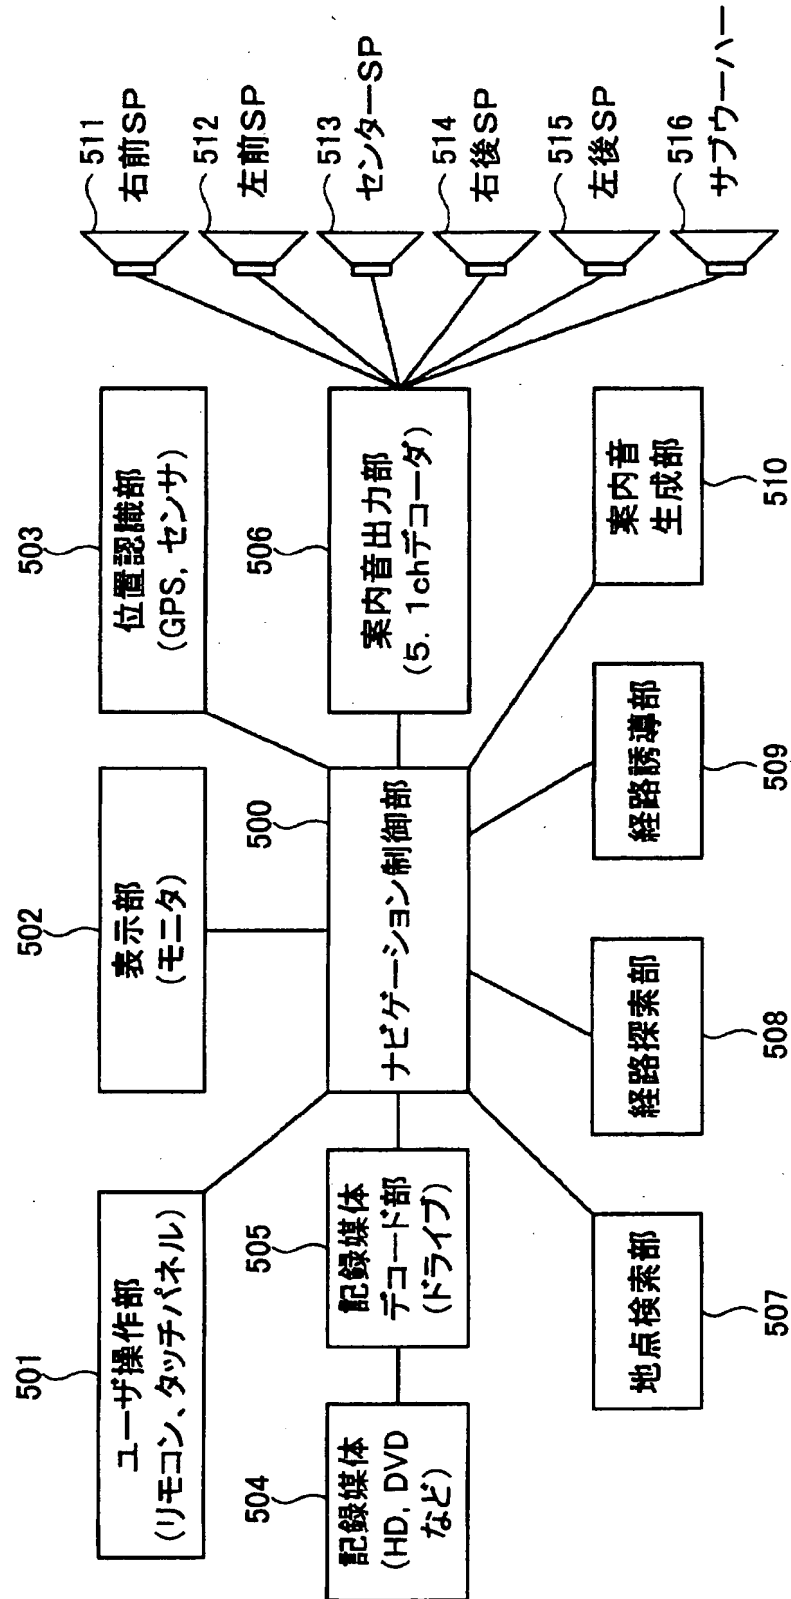 501
ユーザ操作部
(リモコン、タッチパネル)
502
表示部
(モニタ)
503
位置認識部
(GPS, センサ)
504
記録媒体
(HD, DVD
など)
505
記録媒体
デコード部
(ドライブ)
500
ナビゲーション制御部
506
案内音出力部
(5. 1chデコーダ)
511
右前SP
512
左前SP
513
センターSP
514
右後SP
515
左後SP
516
サブウーハー
地点検索部
507
経路探索部
508
経路誘導部
509
案内音
生成部
510